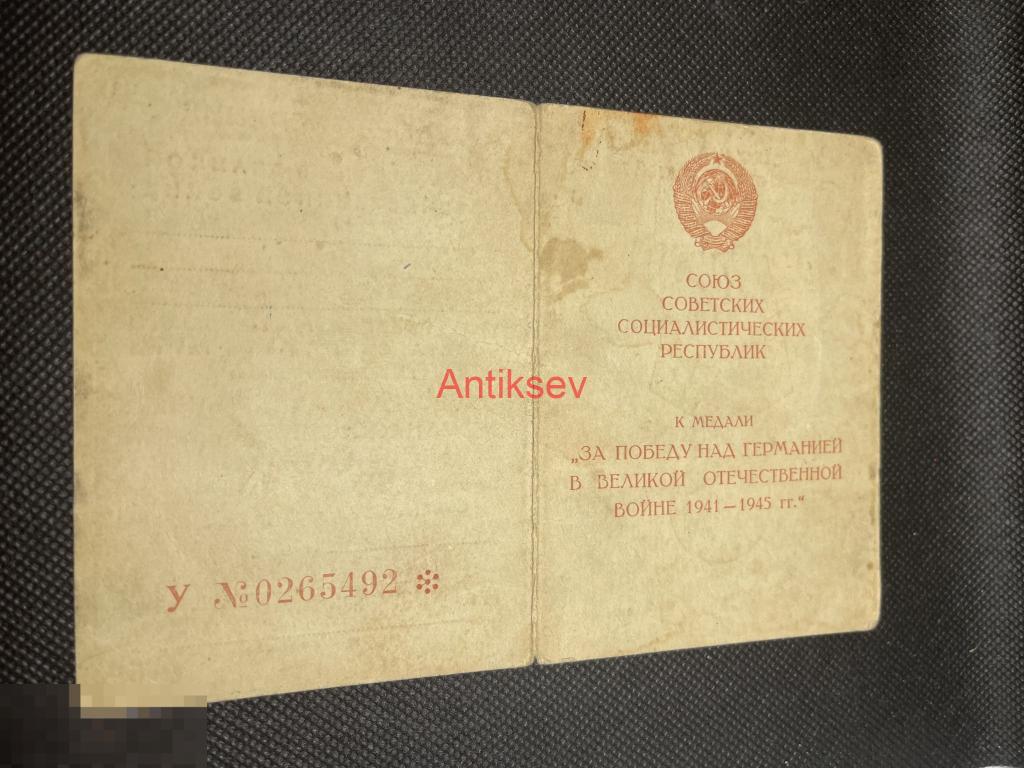 У №0265492
СОЮЗ
СОВЕТСКИХ
СОЦИАЛИСТИЧЕСКИХ
РЕСПУБЛИК
К МЕДАЛИ
„ЗА ПОБЕДУ НАД ГЕРМАНИЕЙ
В ВЕЛИКОЙ ОТЕЧЕСТВЕННОЙ
ВОЙНЕ 1941—1945 гг.“
Antiksev